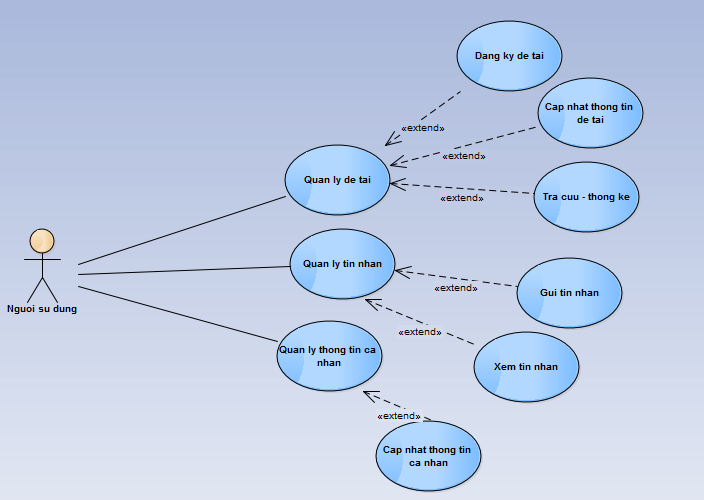 Dang ky de tai
«extend»
Cap nhat thong tin
de tai
«extend»
Quan ly de tai
Tra cuu - thong ke
«extend»
Nguoi su dung
Quan ly tin nhan
«extend»
Gui tin nhan
«extend»
Quan ly thong tin ca
nhan
Xem tin nhan
«extend»
Cap nhat thong tin
ca nhan